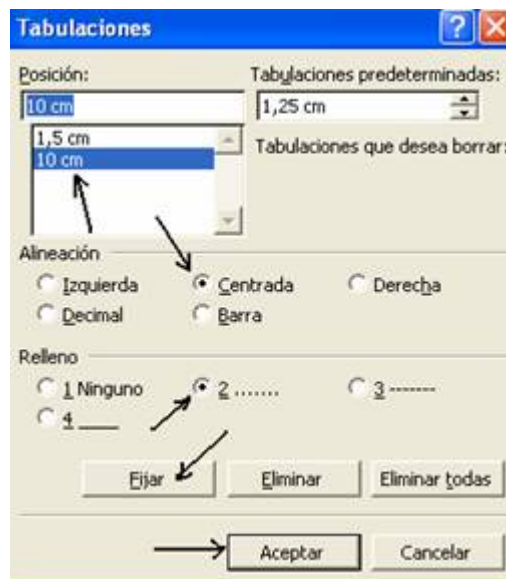 Tabulaciones
Posición: Tabulaciones predeterminadas:
10 cm 1,25 cm
1,5 cm
10 cm
Tabulaciones que desea borrar:
Alineación
Izquierda Centrada Derecha
Decimal Barra
Relleno
1 Ninguno 2 ....... 3 -------
4 ____
Fijar Eliminar Eliminar todas
Aceptar Cancelar